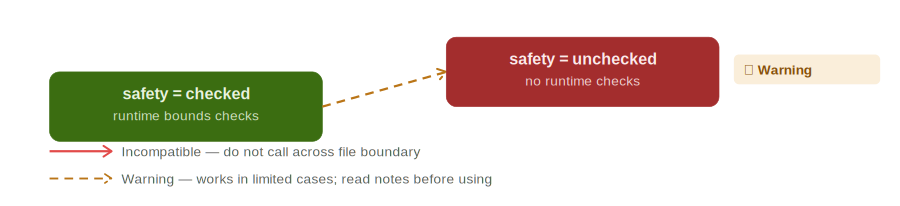 safety = unchecked
no runtime checks
Warning
safety = checked
runtime bounds checks
Incompatible — do not call across file boundary
Warning — works in limited cases; read notes before using